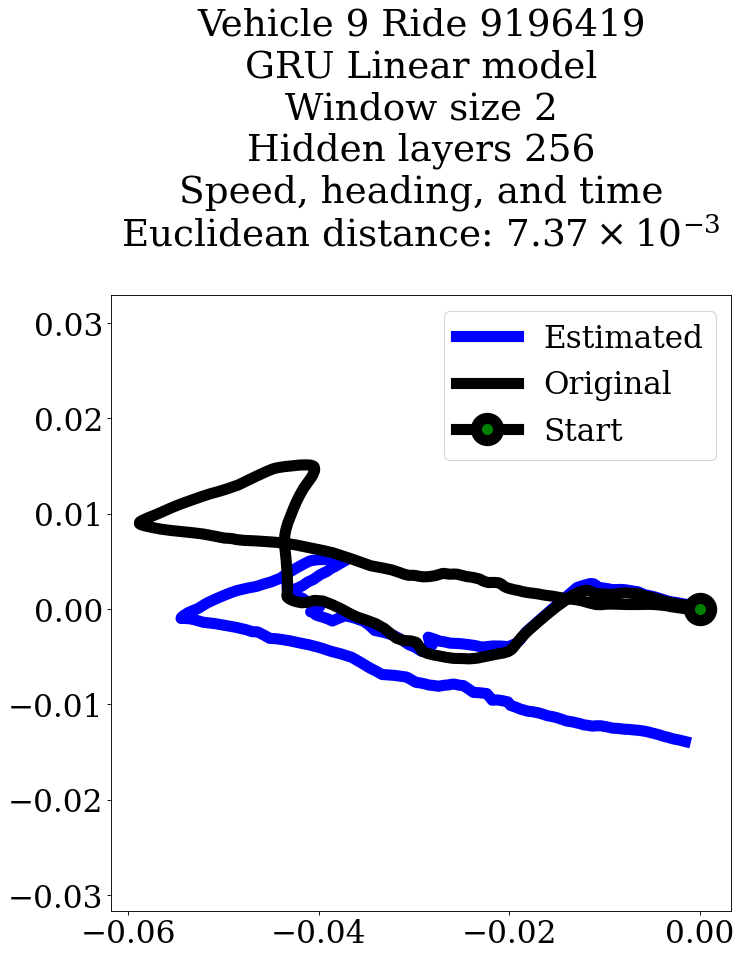 Vehicle 9 Ride 9196419
GRU Linear model
Window size 2
Hidden layers 256
Speed, heading, and time
Euclidean distance: 7.37 × 10⁻³
Estimated
Original
Start
0.03
0.02
0.01
0.00
−0.01
−0.02
−0.03
−0.06 −0.04 −0.02 0.00